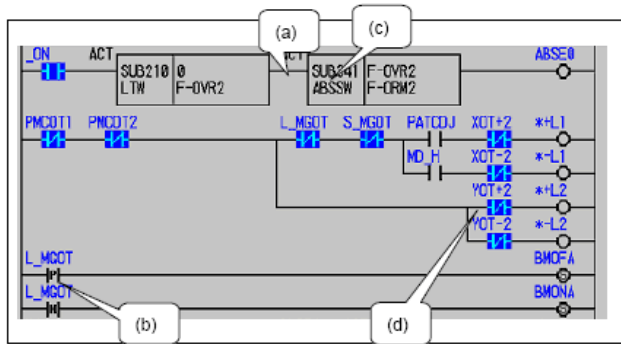 (a) (c)
_ON ACT ACT ABSE0
SUB210 0 SUB341 F-OVR2
LTW F-OVR2 ABSSW F-ORM2
PMCOT1 PMCOT2 L_MGOT S_MGOT PATCDJ XOT+2 *+L1
MD_H XOT-2 *-L1
YOT+2 *+L2
YOT-2 *-L2
L_MGOT BMOFA
P S
L_MGOT BMONA
N S
(b) (d)